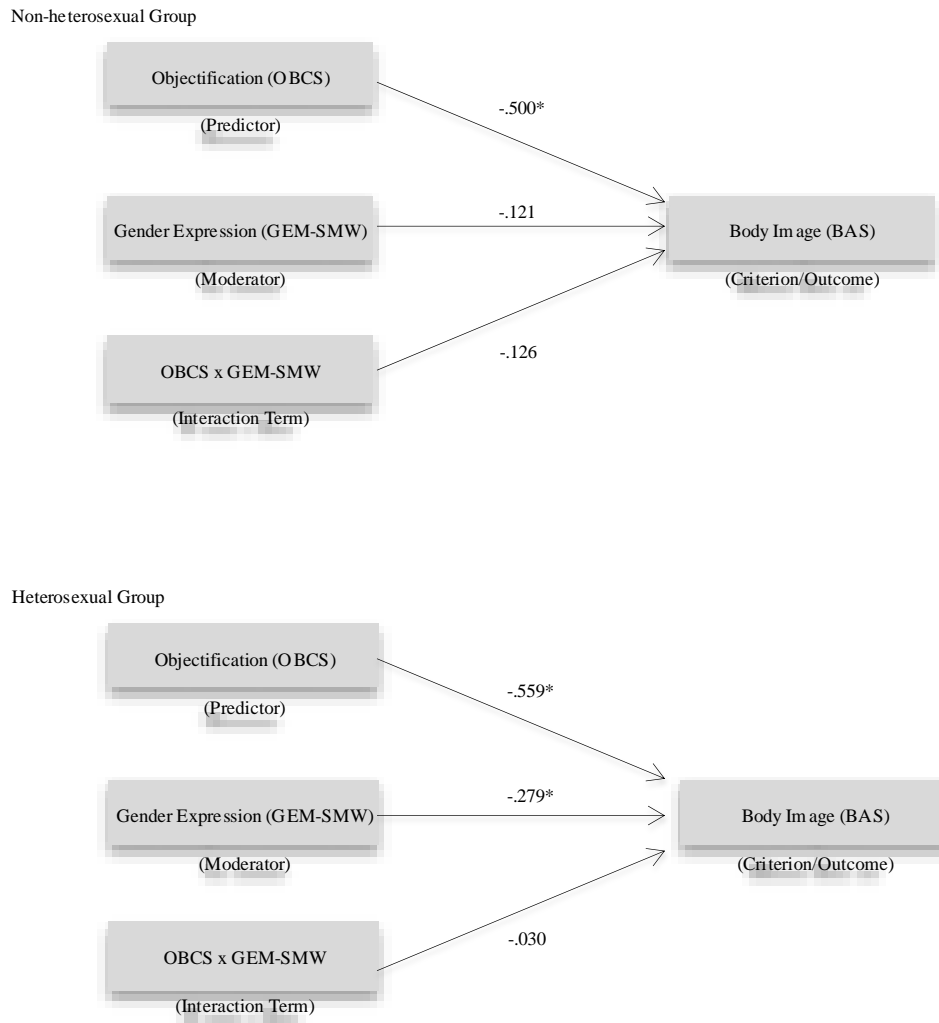 Non-heterosexual Group
Objectification (OBCS)
(Predictor)
-.500*
Gender Expression (GEM-SMW)
(Moderator)
-.121
Body Image (BAS)
(Criterion/Outcome)
OBCS x GEM-SMW
(Interaction Term)
-.126
Heterosexual Group
Objectification (OBCS)
(Predictor)
-.559*
Gender Expression (GEM-SMW)
(Moderator)
-.279*
Body Image (BAS)
(Criterion/Outcome)
OBCS x GEM-SMW
(Interaction Term)
-.030